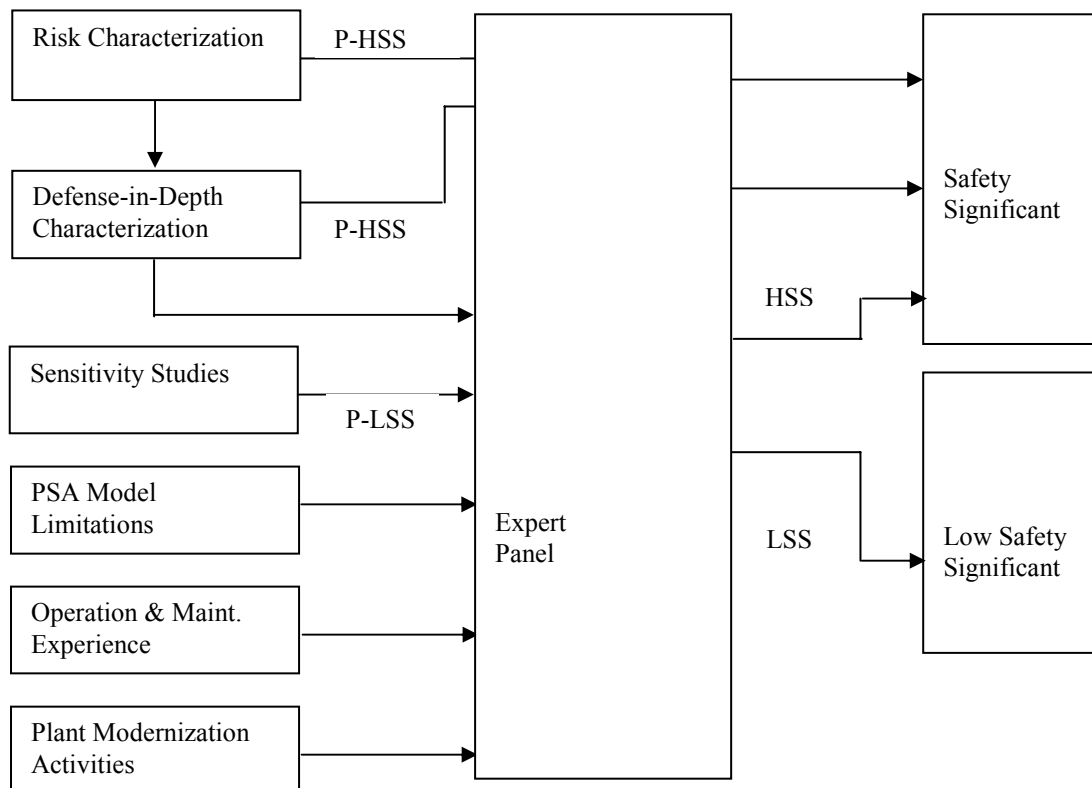 Risk Characterization
P-HSS
Defense-in-Depth
Characterization
P-HSS
Sensitivity Studies
P-LSS
PSA Model
Limitations
Operation & Maint.
Experience
Plant Modernization
Activities
Expert
Panel
HSS
LSS
Safety
Significant
Low Safety
Significant